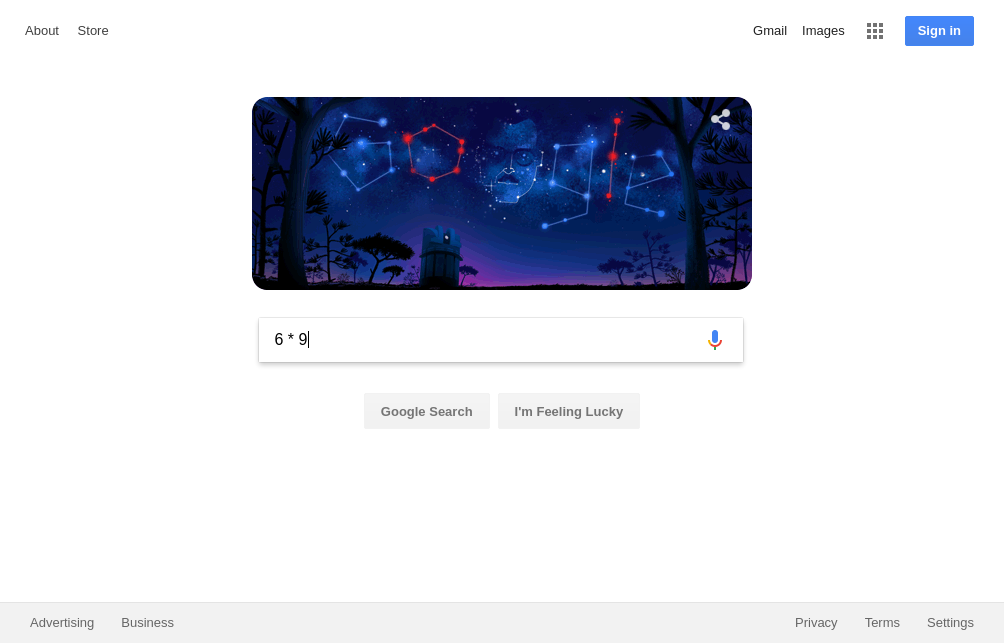 About Store
Gmail Images Sign in
6 * 9
Google Search I'm Feeling Lucky
Advertising Business
Privacy Terms Settings